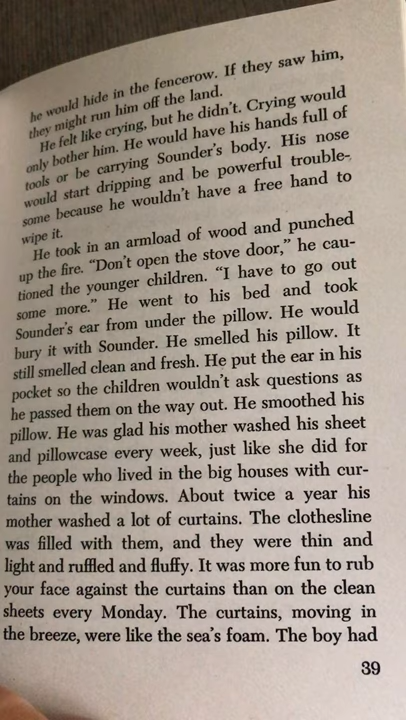 he would hide in the fencerow. If they saw him,
they might run him off the land.
He felt like crying, but he didn't. Crying would
only bother him. He would have his hands full of
tools or be carrying Sounder's body. His nose
would start dripping and be powerful trouble-
some because he wouldn't have a free hand to
wipe it.
He took in an armload of wood and punched
up the fire. "Don't open the stove door," he cau-
tioned the younger children. "I have to go out
some more." He went to his bed and took
Sounder's ear from under the pillow. He would
bury it with Sounder. He smelled his pillow. It
still smelled clean and fresh. He put the ear in his
pocket so the children wouldn't ask questions as
he passed them on the way out. He smoothed his
pillow. He was glad his mother washed his sheet
and pillowcase every week, just like she did for
the people who lived in the big houses with cur-
tains on the windows. About twice a year his
mother washed a lot of curtains. The clothesline
was filled with them, and they were thin and
light and ruffled and fluffy. It was more fun to rub
your face against the curtains than on the clean
sheets every Monday. The curtains, moving in
the breeze, were like the sea's foam. The boy had
39